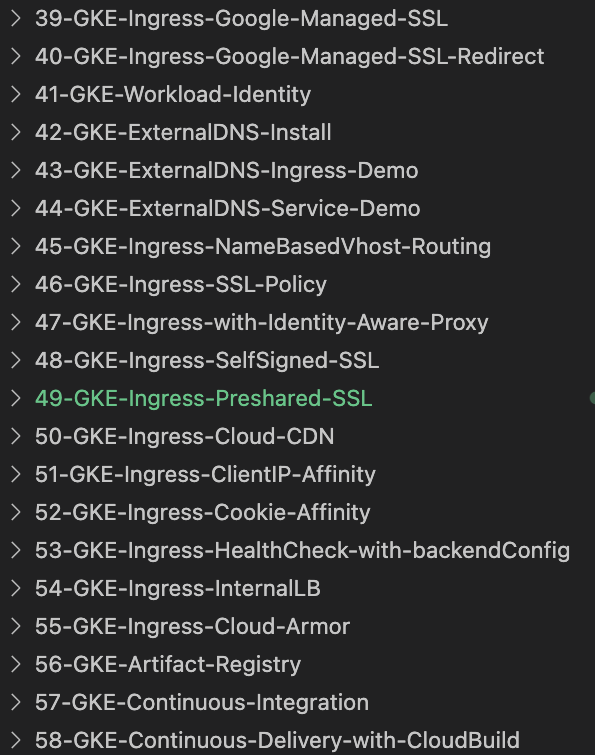 39-GKE-Ingress-Google-Managed-SSL
40-GKE-Ingress-Google-Managed-SSL-Redirect
41-GKE-Workload-Identity
42-GKE-ExternalDNS-Install
43-GKE-ExternalDNS-Ingress-Demo
44-GKE-ExternalDNS-Service-Demo
45-GKE-Ingress-NameBasedVhost-Routing
46-GKE-Ingress-SSL-Policy
47-GKE-Ingress-with-Identity-Aware-Proxy
48-GKE-Ingress-SelfSigned-SSL
49-GKE-Ingress-Preshared-SSL
50-GKE-Ingress-Cloud-CDN
51-GKE-Ingress-ClientIP-Affinity
52-GKE-Ingress-Cookie-Affinity
53-GKE-Ingress-HealthCheck-with-backendConfig
54-GKE-Ingress-InternalLB
55-GKE-Ingress-Cloud-Armor
56-GKE-Artifact-Registry
57-GKE-Continuous-Integration
58-GKE-Continuous-Delivery-with-CloudBuild